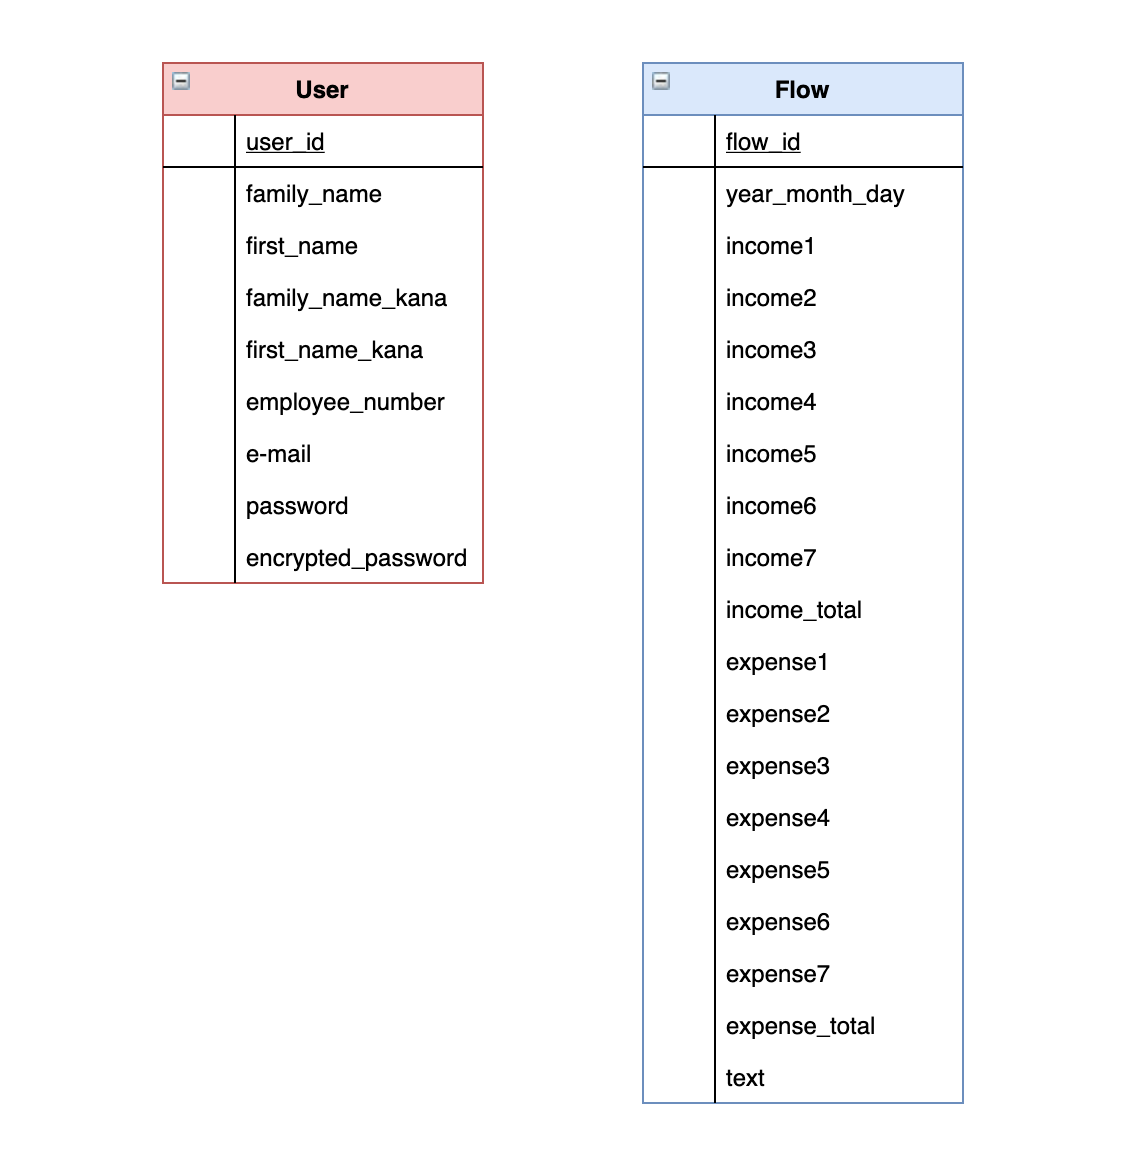 User
user_id
family_name
first_name
family_name_kana
first_name_kana
employee_number
e-mail
password
encrypted_password
Flow
flow_id
year_month_day
income1
income2
income3
income4
income5
income6
income7
income_total
expense1
expense2
expense3
expense4
expense5
expense6
expense7
expense_total
text